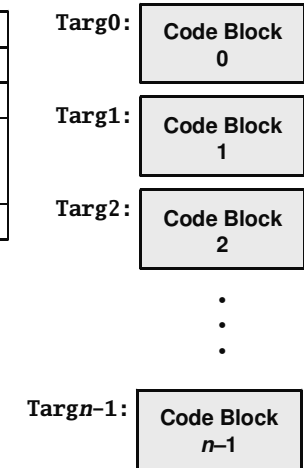 Targ0:
Code Block
0
Targ1:
Code Block
1
Targ2:
Code Block
2
•
•
•
Targn–1:
Code Block
n–1